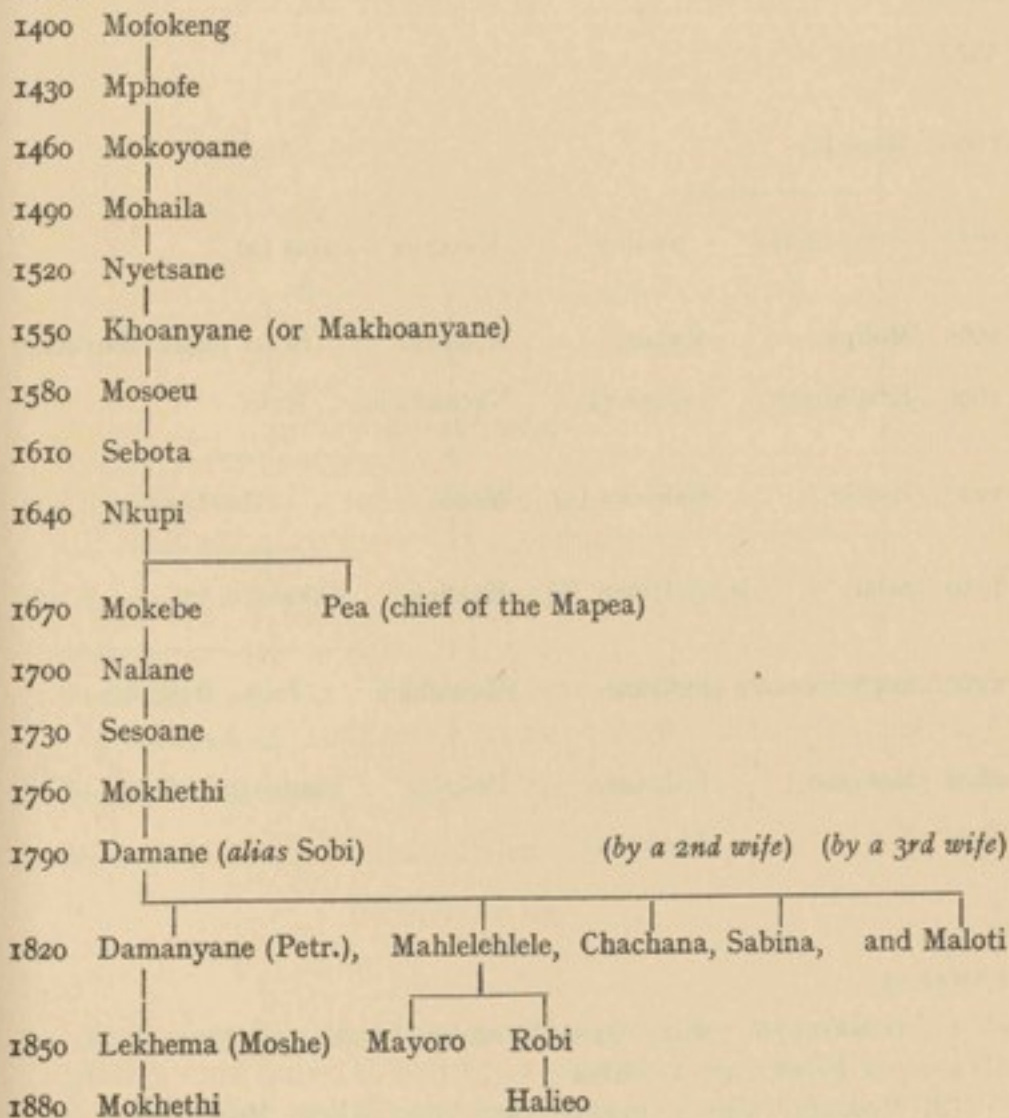 1400 Mofokeng
1430 Mphofe
1460 Mokoyoane
1490 Mohaila
1520 Nyetsane
1550 Khoanyane (or Makhoanyane)
1580 Mosoeu
1610 Sebota
1640 Nkupi
1670 Mokebe Pea (chief of the Mapea)
1700 Nalane
1730 Sesoane
1760 Mokhethi
1790 Damane (alias Sobi) (by a 2nd wife) (by a 3rd wife)
1820 Damanyane (Petr.), Mahlelehlele, Chachana, Sabina, and Maloti
1850 Lekhema (Moshe) Mayoro Robi
1880 Mokhethi Halieo